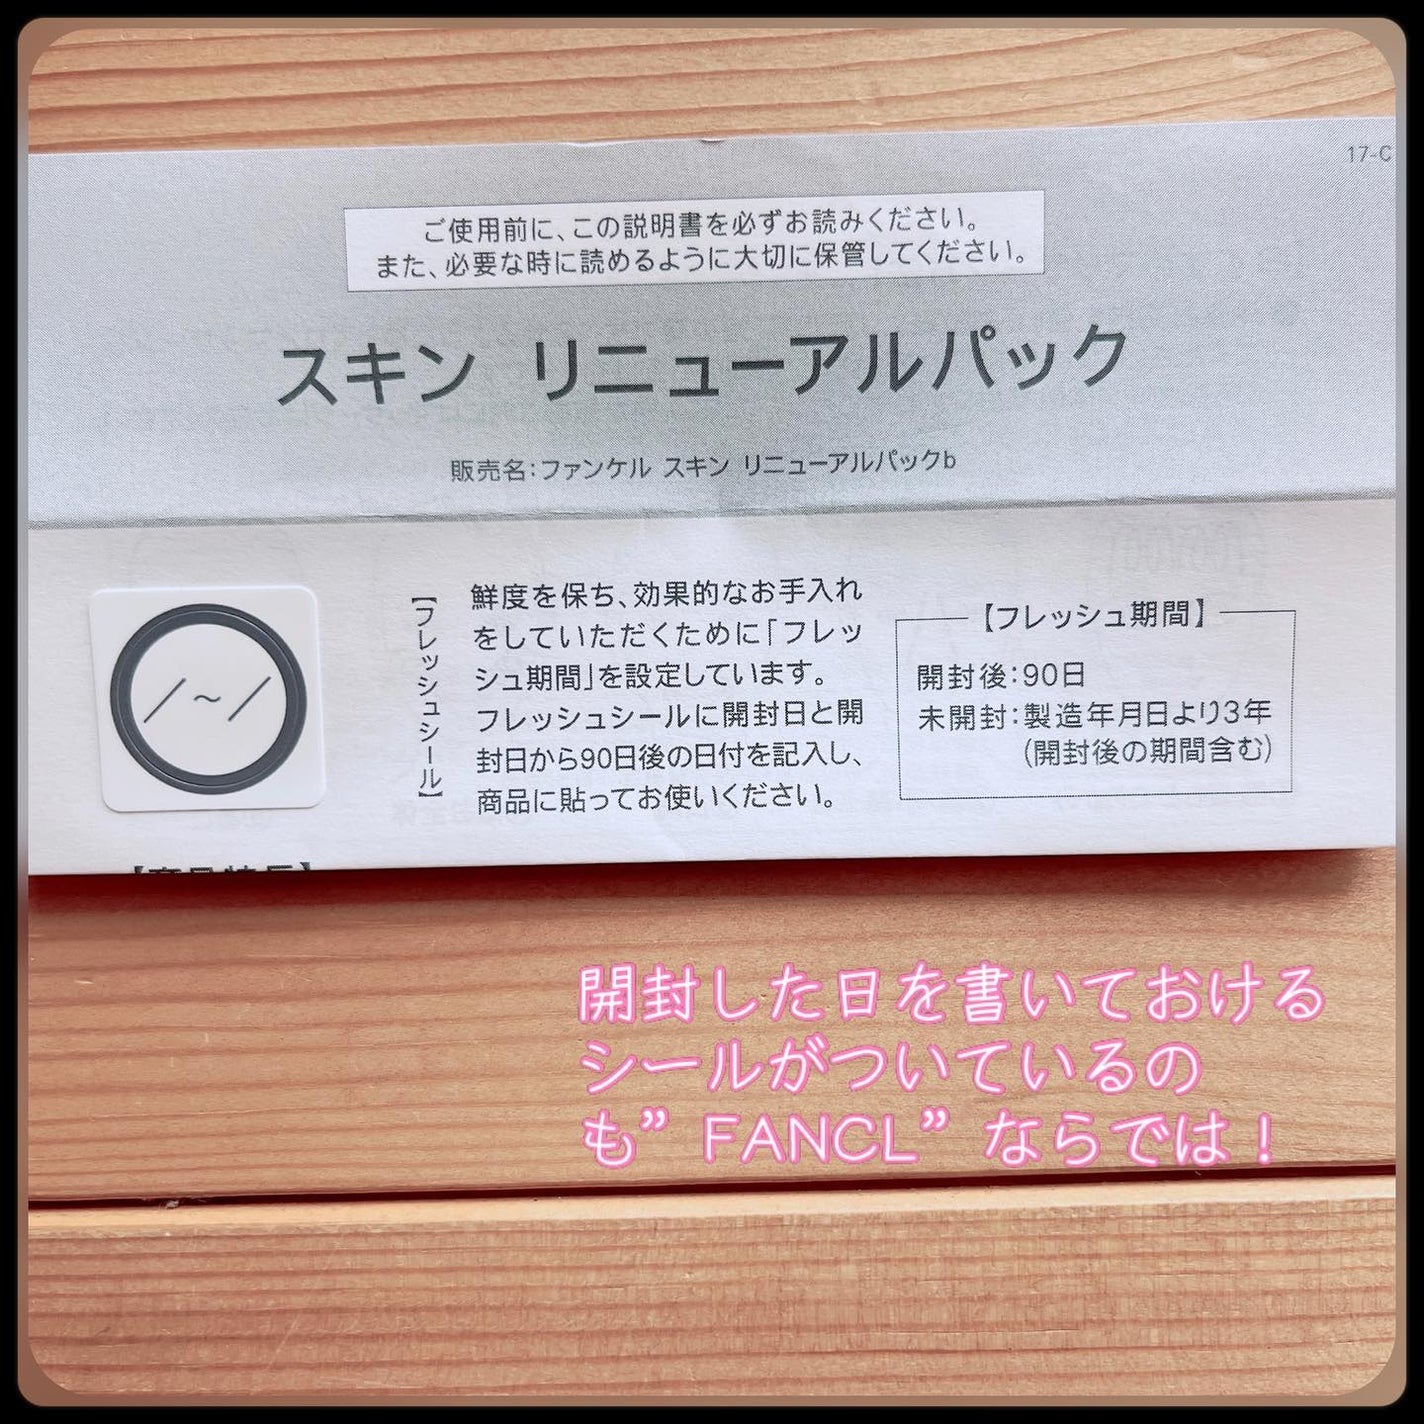 17-C
ご使用前に、この説明書を必ずお読みください。
また、必要な時に読めるように大切に保管してください。
スキン リニューアルパック
販売名:ファンケル スキン リニューアルパックb
/~/
【フレッシュシール】
鮮度を保ち、効果的なお手入れ
をしていただくために「フレッ
シュ期間」を設定しています。
フレッシュシールに開封日と開
封日から90日後の日付を記入し、
商品に貼ってお使いください。
【フレッシュ期間】
開封後:90日
未開封:製造年月日より3年
(開封後の期間含む)
開封した日を書いておける
シールがついているの
も”FANCL”ならでは!